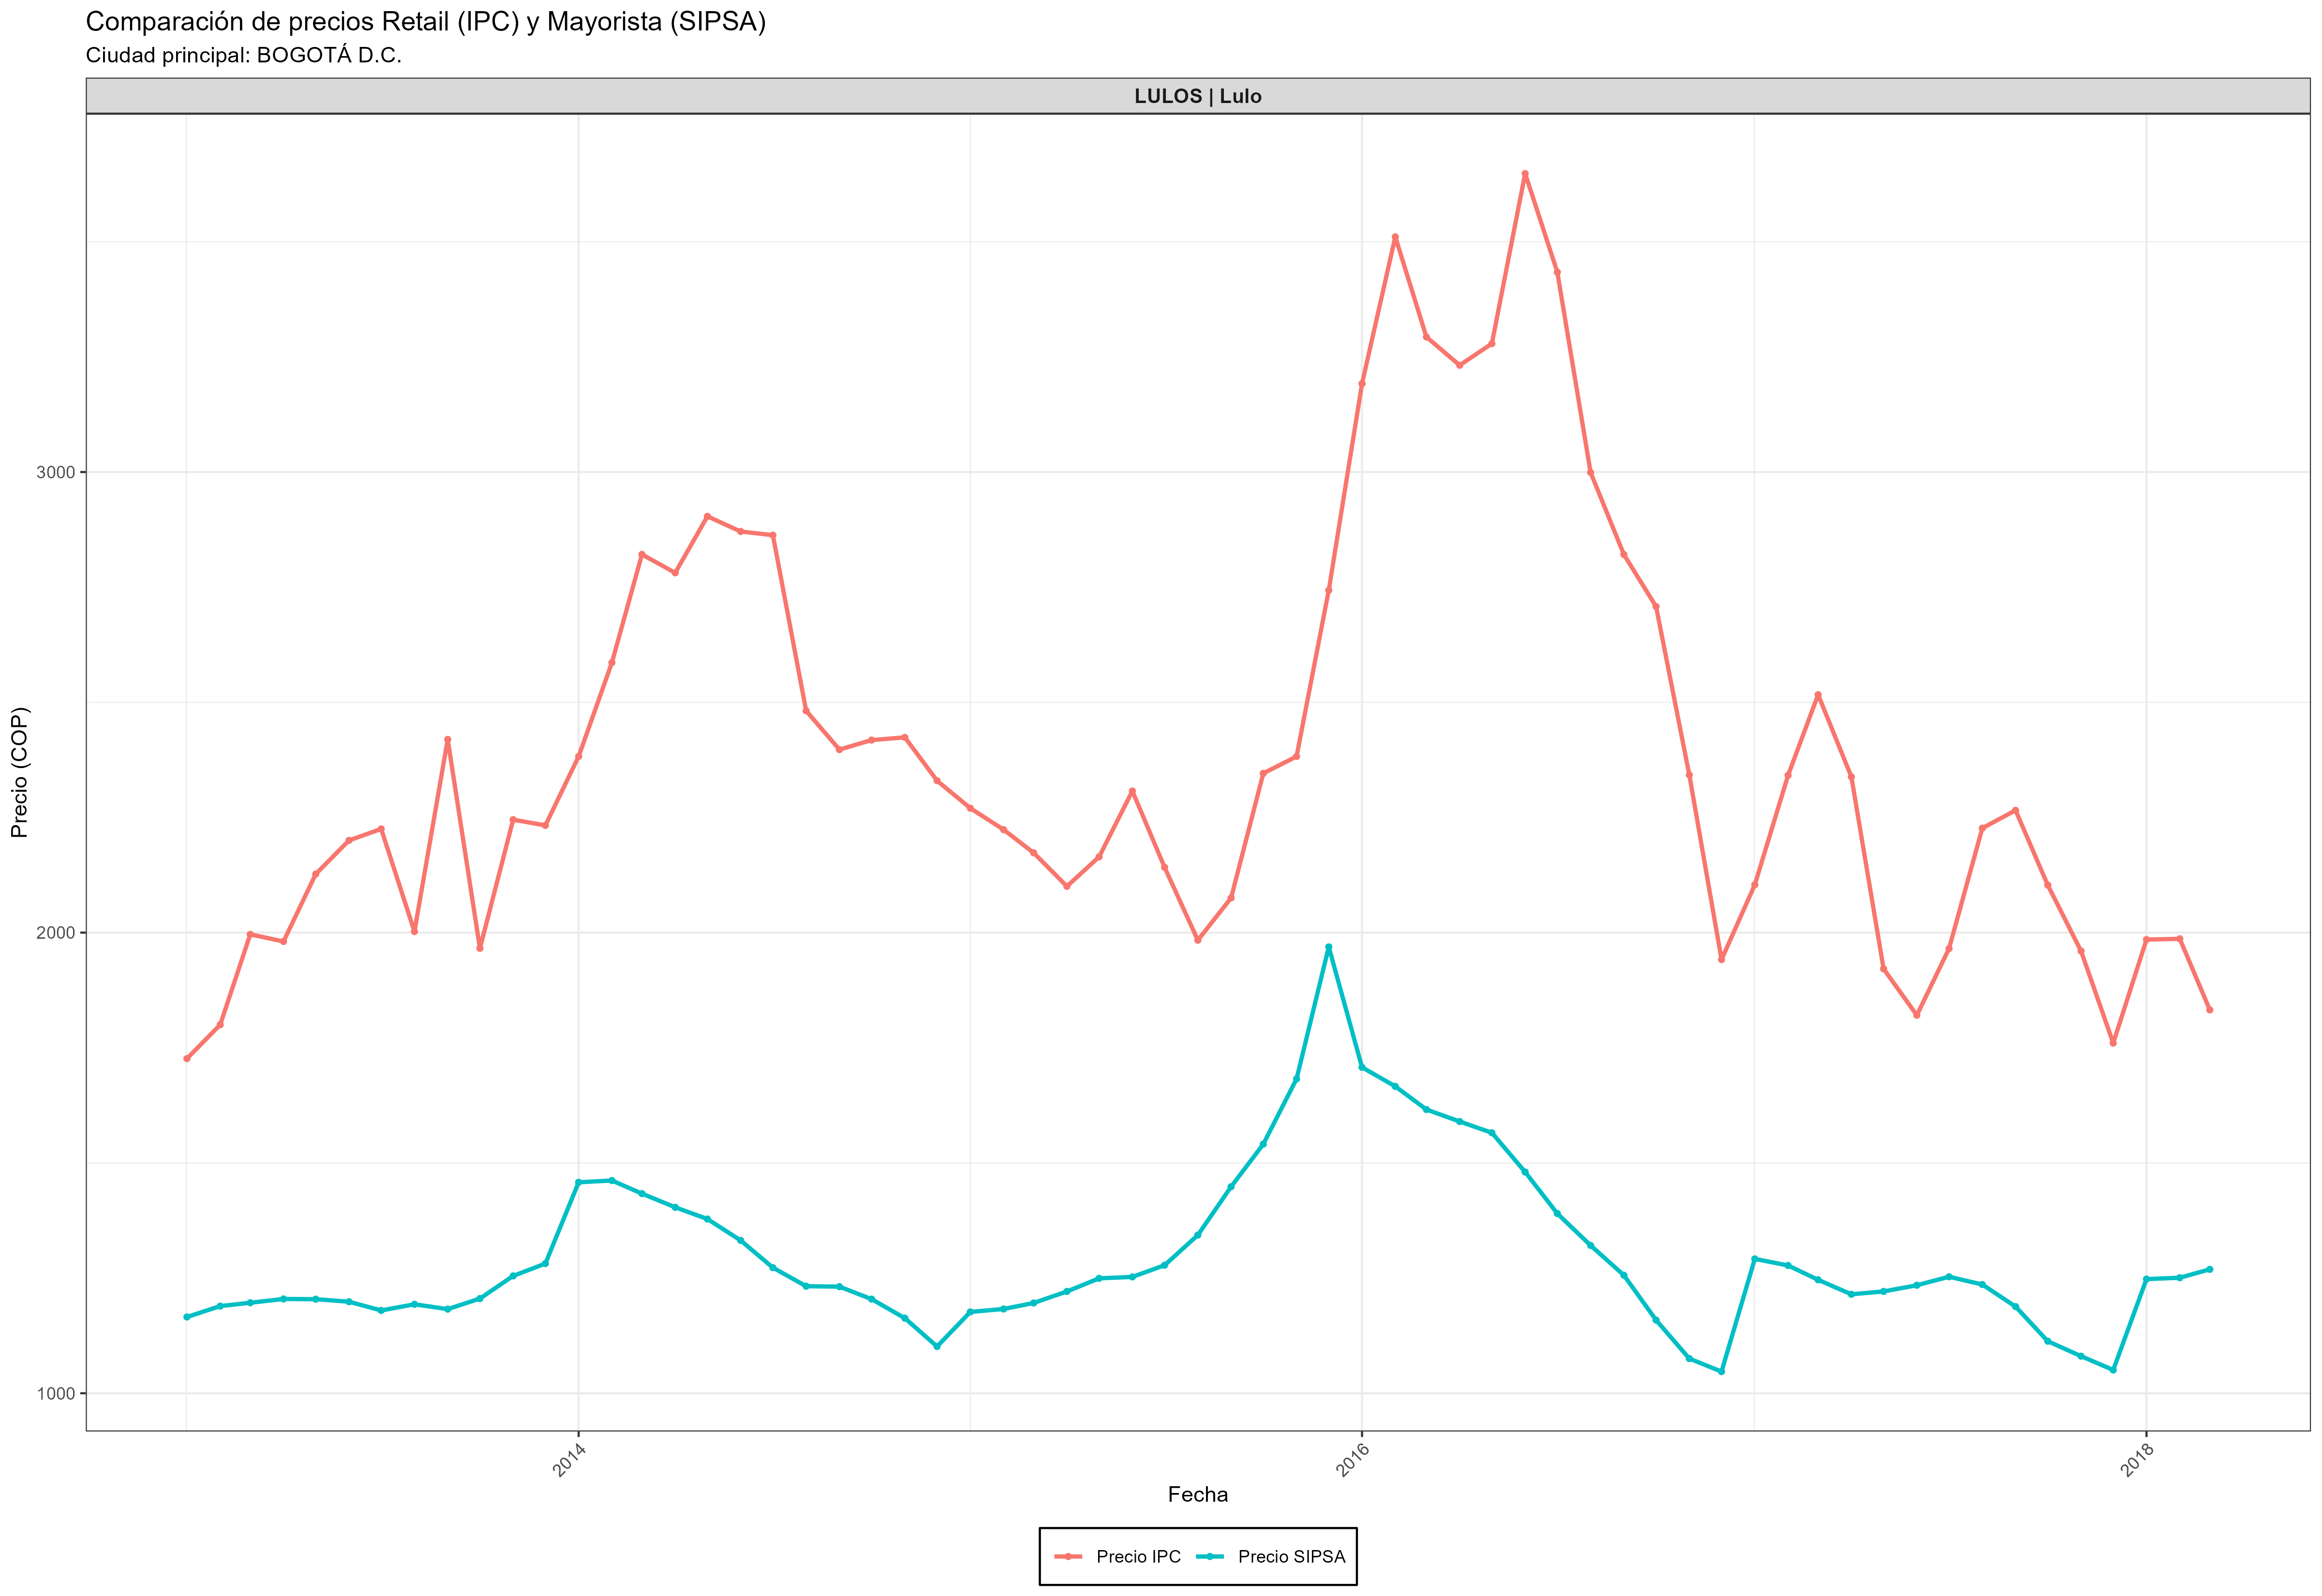 Comparación de precios Retail (IPC) y Mayorista (SIPSA)
Ciudad principal: BOGOTÁ D.C.
LULOS | Lulo
Precio (COP)
3000
2000
1000
2014
2016
2018
Fecha
Precio IPC
Precio SIPSA